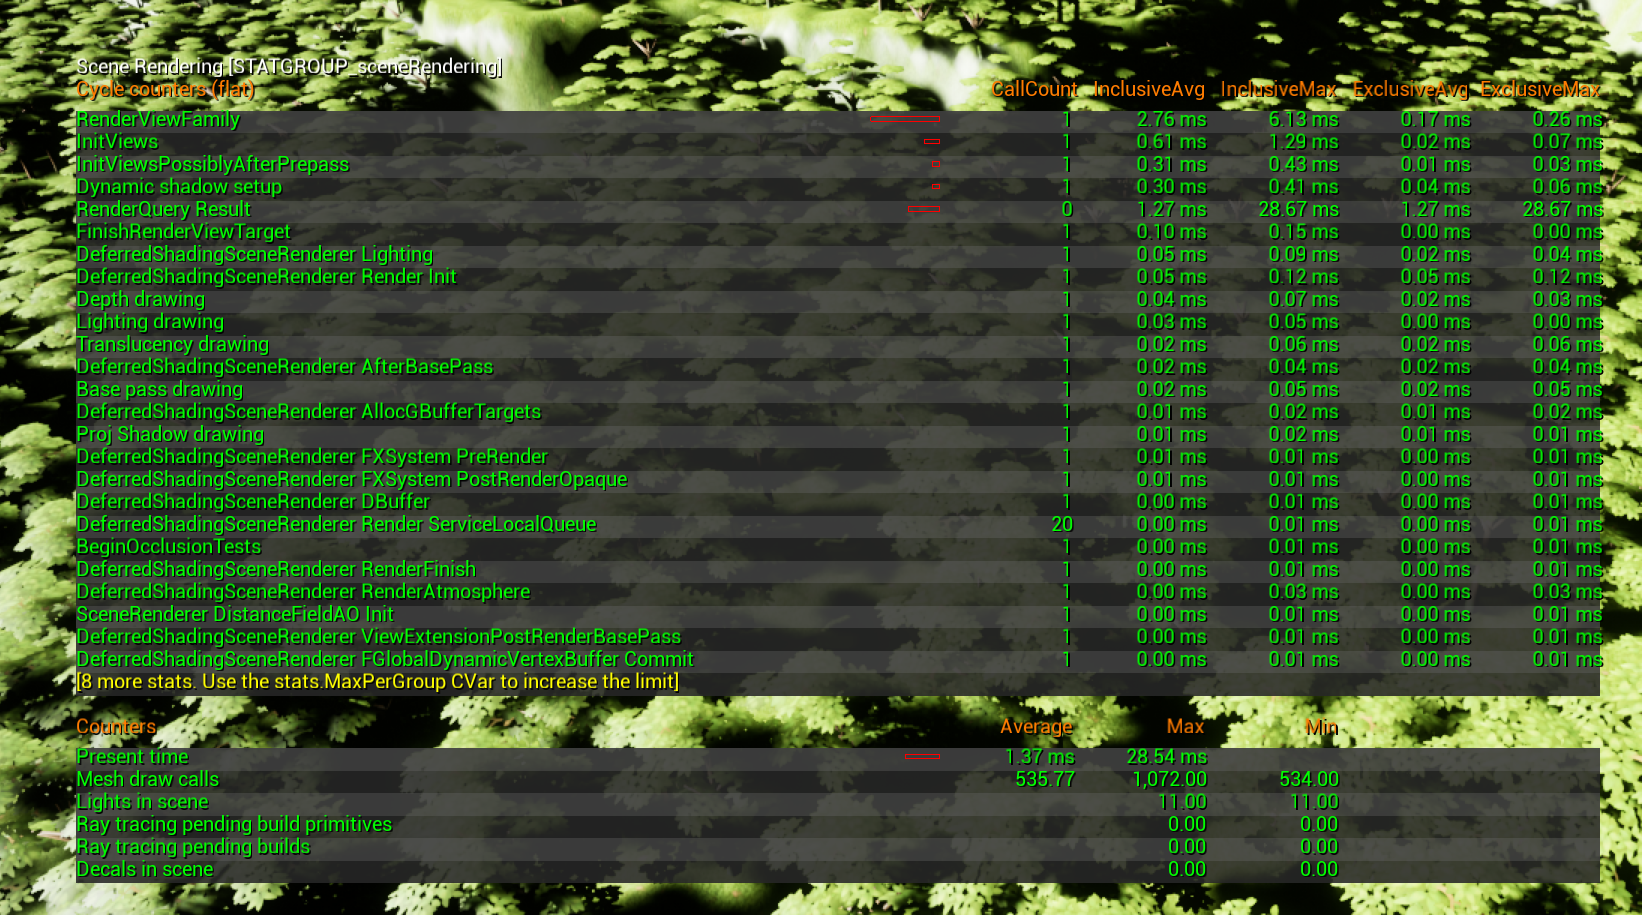 Scene Rendering [STATGROUP_sceneRendering]
Cycle counters (flat) CallCount InclusiveAvg InclusiveMax ExclusiveAvg ExclusiveMax
RenderViewFamily 1 2.76 ms 6.13 ms 0.17 ms 0.26 ms
InitViews 1 0.61 ms 1.29 ms 0.02 ms 0.07 ms
InitViewsPossiblyAfterPrepass 1 0.31 ms 0.43 ms 0.01 ms 0.03 ms
Dynamic shadow setup 1 0.30 ms 0.41 ms 0.04 ms 0.06 ms
RenderQuery Result 0 1.27 ms 28.67 ms 1.27 ms 28.67 ms
FinishRenderViewTarget 1 0.10 ms 0.15 ms 0.00 ms 0.00 ms
DeferredShadingSceneRenderer Lighting 1 0.05 ms 0.09 ms 0.02 ms 0.04 ms
DeferredShadingSceneRenderer Render Init 1 0.05 ms 0.12 ms 0.05 ms 0.12 ms
Depth drawing 1 0.04 ms 0.07 ms 0.02 ms 0.03 ms
Lighting drawing 1 0.03 ms 0.05 ms 0.00 ms 0.00 ms
Translucency drawing 1 0.02 ms 0.06 ms 0.02 ms 0.06 ms
DeferredShadingSceneRenderer AfterBasePass 1 0.02 ms 0.04 ms 0.02 ms 0.04 ms
Base pass drawing 1 0.02 ms 0.05 ms 0.02 ms 0.05 ms
DeferredShadingSceneRenderer AllocGBufferTargets 1 0.01 ms 0.02 ms 0.01 ms 0.02 ms
Proj Shadow drawing 1 0.01 ms 0.02 ms 0.01 ms 0.01 ms
DeferredShadingSceneRenderer FXSystem PreRender 1 0.01 ms 0.01 ms 0.00 ms 0.01 ms
DeferredShadingSceneRenderer FXSystem PostRenderOpaque 1 0.01 ms 0.01 ms 0.00 ms 0.01 ms
DeferredShadingSceneRenderer DBuffer 1 0.00 ms 0.01 ms 0.00 ms 0.01 ms
DeferredShadingSceneRenderer Render ServiceLocalQueue 20 0.00 ms 0.01 ms 0.00 ms 0.01 ms
BeginOcclusionTests 1 0.00 ms 0.01 ms 0.00 ms 0.01 ms
DeferredShadingSceneRenderer RenderFinish 1 0.00 ms 0.01 ms 0.00 ms 0.01 ms
DeferredShadingSceneRenderer RenderAtmosphere 1 0.00 ms 0.03 ms 0.00 ms 0.03 ms
SceneRenderer DistanceFieldAO Init 1 0.00 ms 0.01 ms 0.00 ms 0.01 ms
DeferredShadingSceneRenderer ViewExtensionPostRenderBasePass 1 0.00 ms 0.01 ms 0.00 ms 0.01 ms
DeferredShadingSceneRenderer FGlobalDynamicVertexBuffer Commit 1 0.00 ms 0.01 ms 0.00 ms 0.01 ms
[8 more stats. Use the stats.MaxPerGroup CVar to increase the limit]
Counters Average Max Min
Present time 1.37 ms 28.54 ms
Mesh draw calls 535.77 1,072.00 534.00
Lights in scene 11.00 11.00
Ray tracing pending build primitives 0.00 0.00
Ray tracing pending builds 0.00 0.00
Decals in scene 0.00 0.00